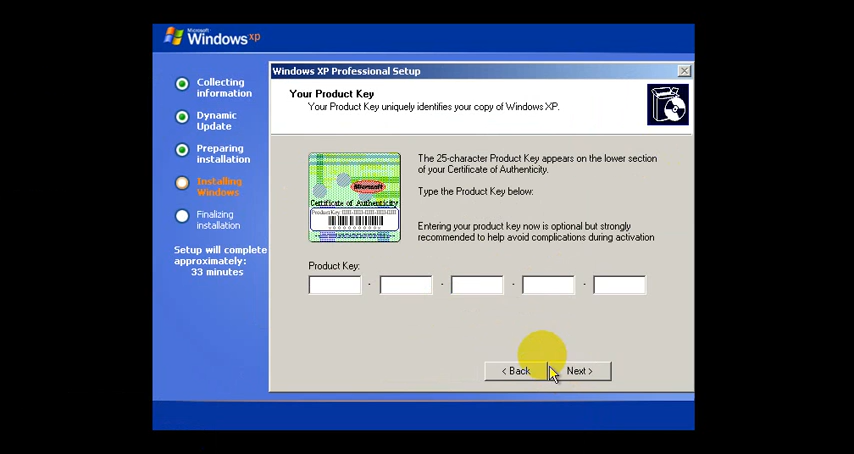 Microsoft
Windows xp
Collecting
information
Dynamic
Update
Preparing
installation
Installing
Windows
Finalizing
installation
Setup will complete
approximately:
33 minutes
Windows XP Professional Setup
Your Product Key
Your Product Key uniquely identifies your copy of Windows XP.
Microsoft
Certificate of Authenticity
The 25-character Product Key appears on the lower section
of your Certificate of Authenticity.
Type the Product Key below:
Entering your product key now is optional but strongly
recommended to help avoid complications during activation
Product Key:
- - - -
< Back
Next >